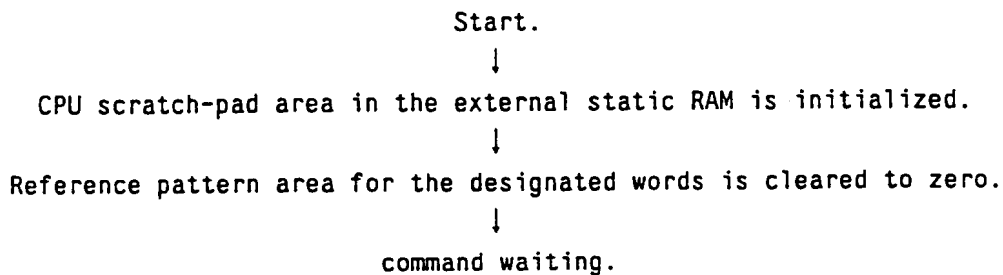 Start.
↓
CPU scratch-pad area in the external static RAM is initialized.
↓
Reference pattern area for the designated words is cleared to zero.
↓
command waiting.